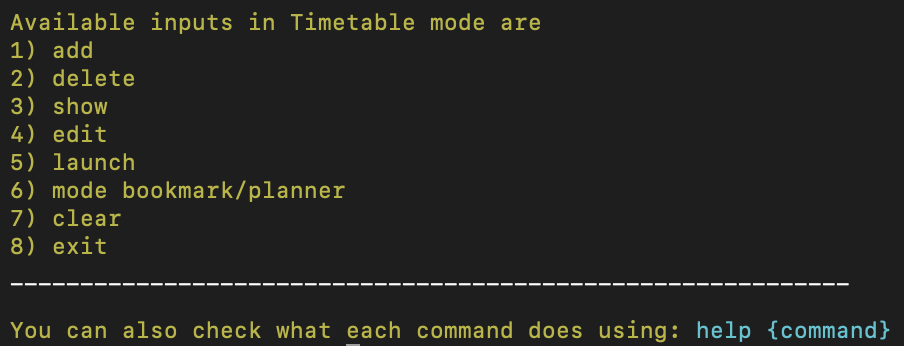 Available inputs in Timetable mode are
1) add
2) delete
3) show
4) edit
5) launch
6) mode bookmark/planner
7) clear
8) exit
____________________________________________________________
You can also check what each command does using: help {command}